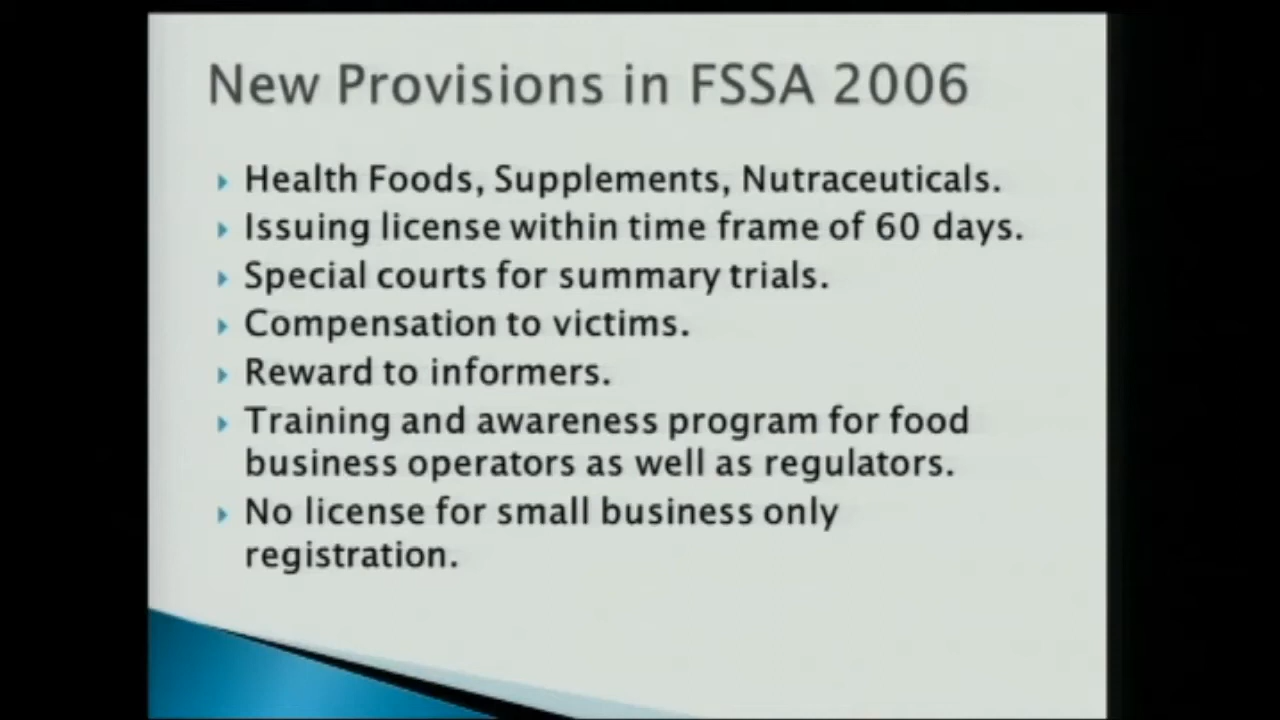 New Provisions in FSSA 2006
Health Foods, Supplements, Nutraceuticals.
Issuing license within time frame of 60 days.
Special courts for summary trials.
Compensation to victims.
Reward to informers.
Training and awareness program for food
business operators as well as regulators.
No license for small business only
registration.